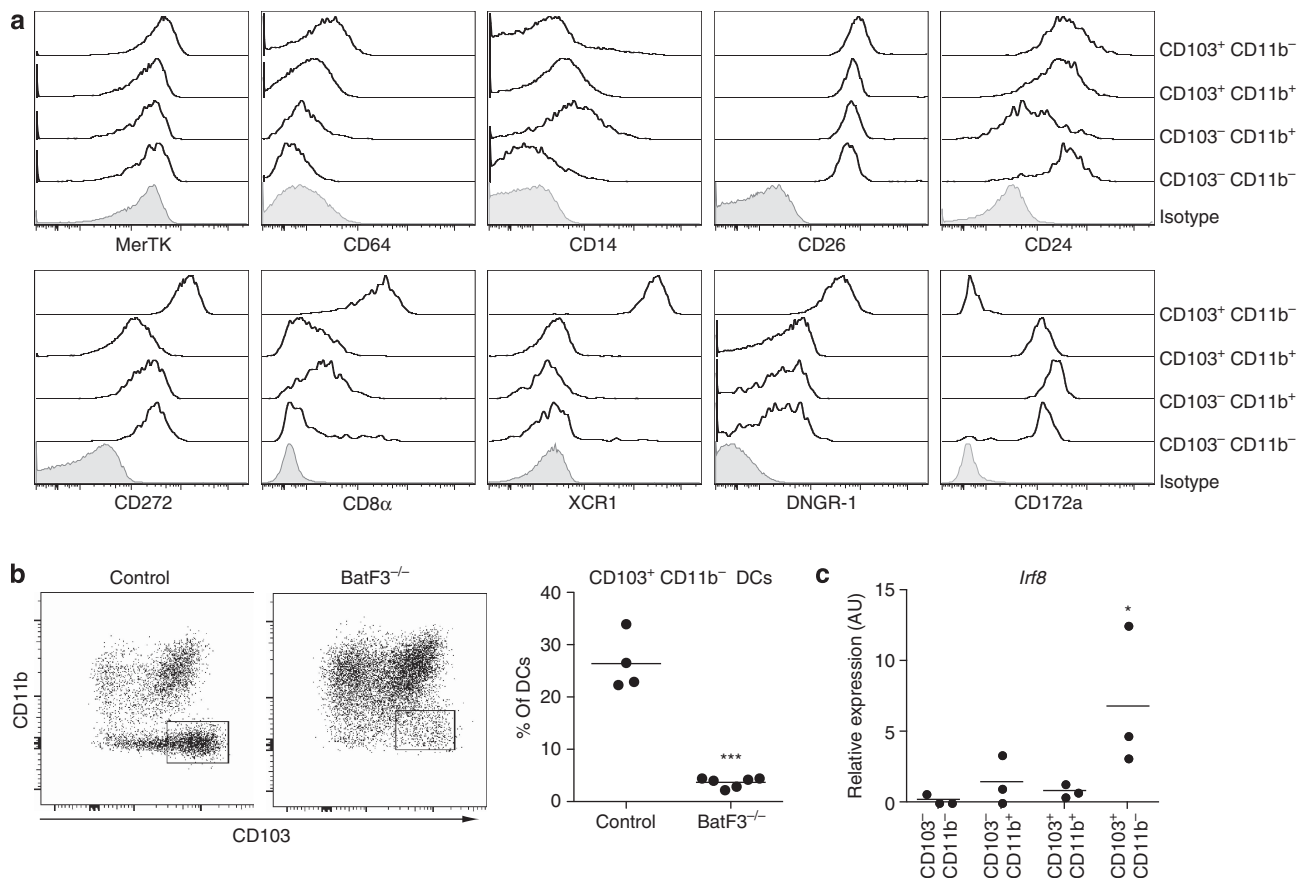 a
CD103⁺ CD11b⁻
CD103⁺ CD11b⁺
CD103⁻ CD11b⁺
CD103⁻ CD11b⁻
Isotype
MerTK CD64 CD14 CD26 CD24
CD103⁺ CD11b⁻
CD103⁺ CD11b⁺
CD103⁻ CD11b⁺
CD103⁻ CD11b⁻
Isotype
CD272 CD8α XCR1 DNGR-1 CD172a
b
Control BatF3⁻/⁻
CD11b
CD103
CD103⁺ CD11b⁻ DCs
% Of DCs
40
30
20
10
0
***
Control BatF3⁻/⁻
c
Irf8
Relative expression (AU)
15
10
5
0
*
CD103⁻
CD11b⁻
CD103⁻
CD11b⁺
CD103⁺
CD11b⁺
CD103⁺
CD11b⁻